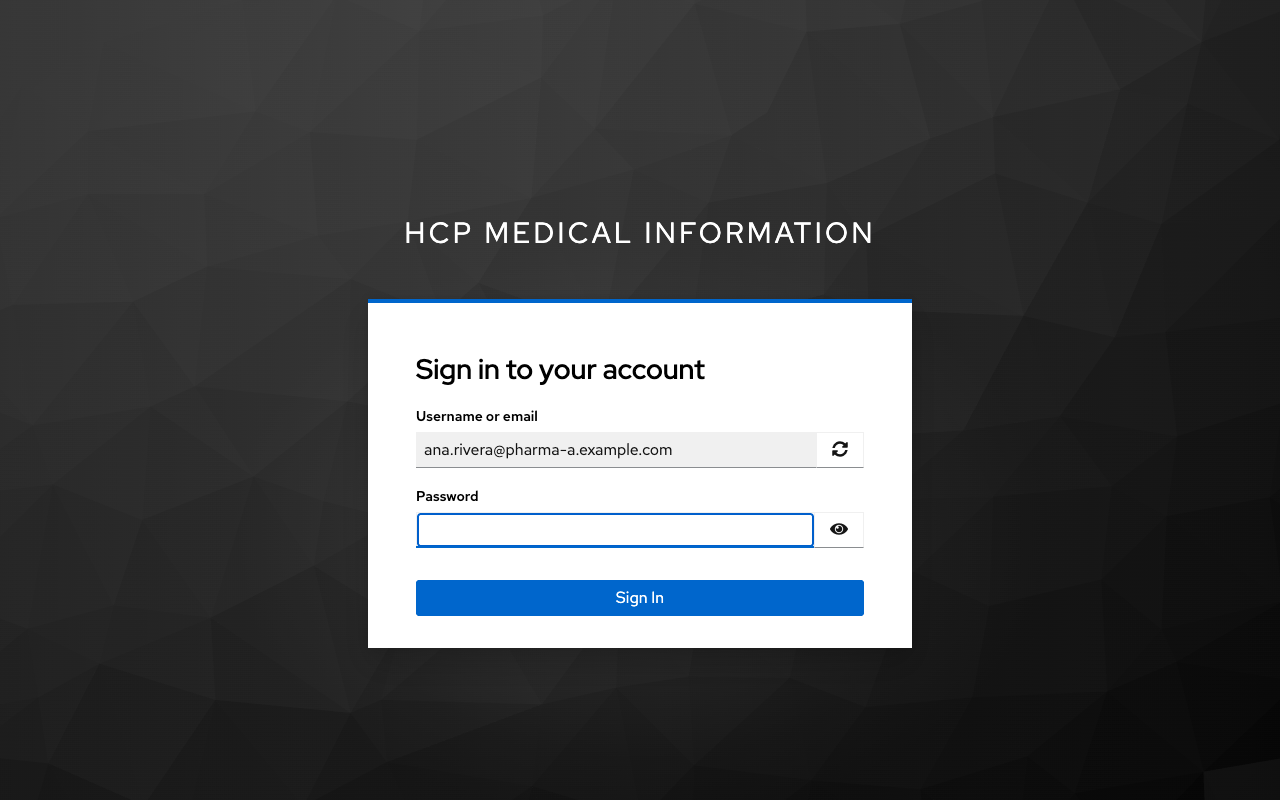 HCP MEDICAL INFORMATION
Sign in to your account
Username or email
ana.rivera@pharma-a.example.com
Password
Sign In